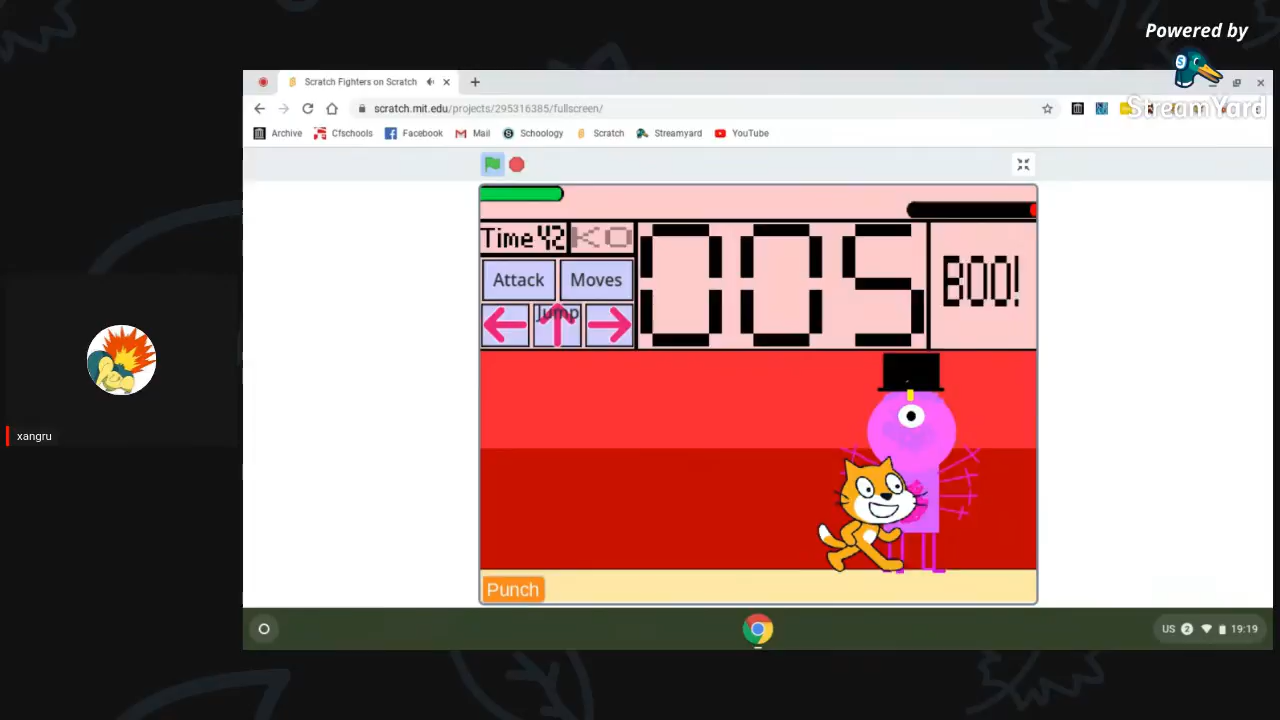 Powered by
StreamYard
Scratch Fighters on Scratch
scratch.mit.edu/projects/295316385/fullscreen/
Archive Cfschools Facebook Mail Schoology Scratch Streamyard YouTube
Time 42 KO
005
BOO!
Attack Moves
Jump
xangru
Punch
US 2 19:19